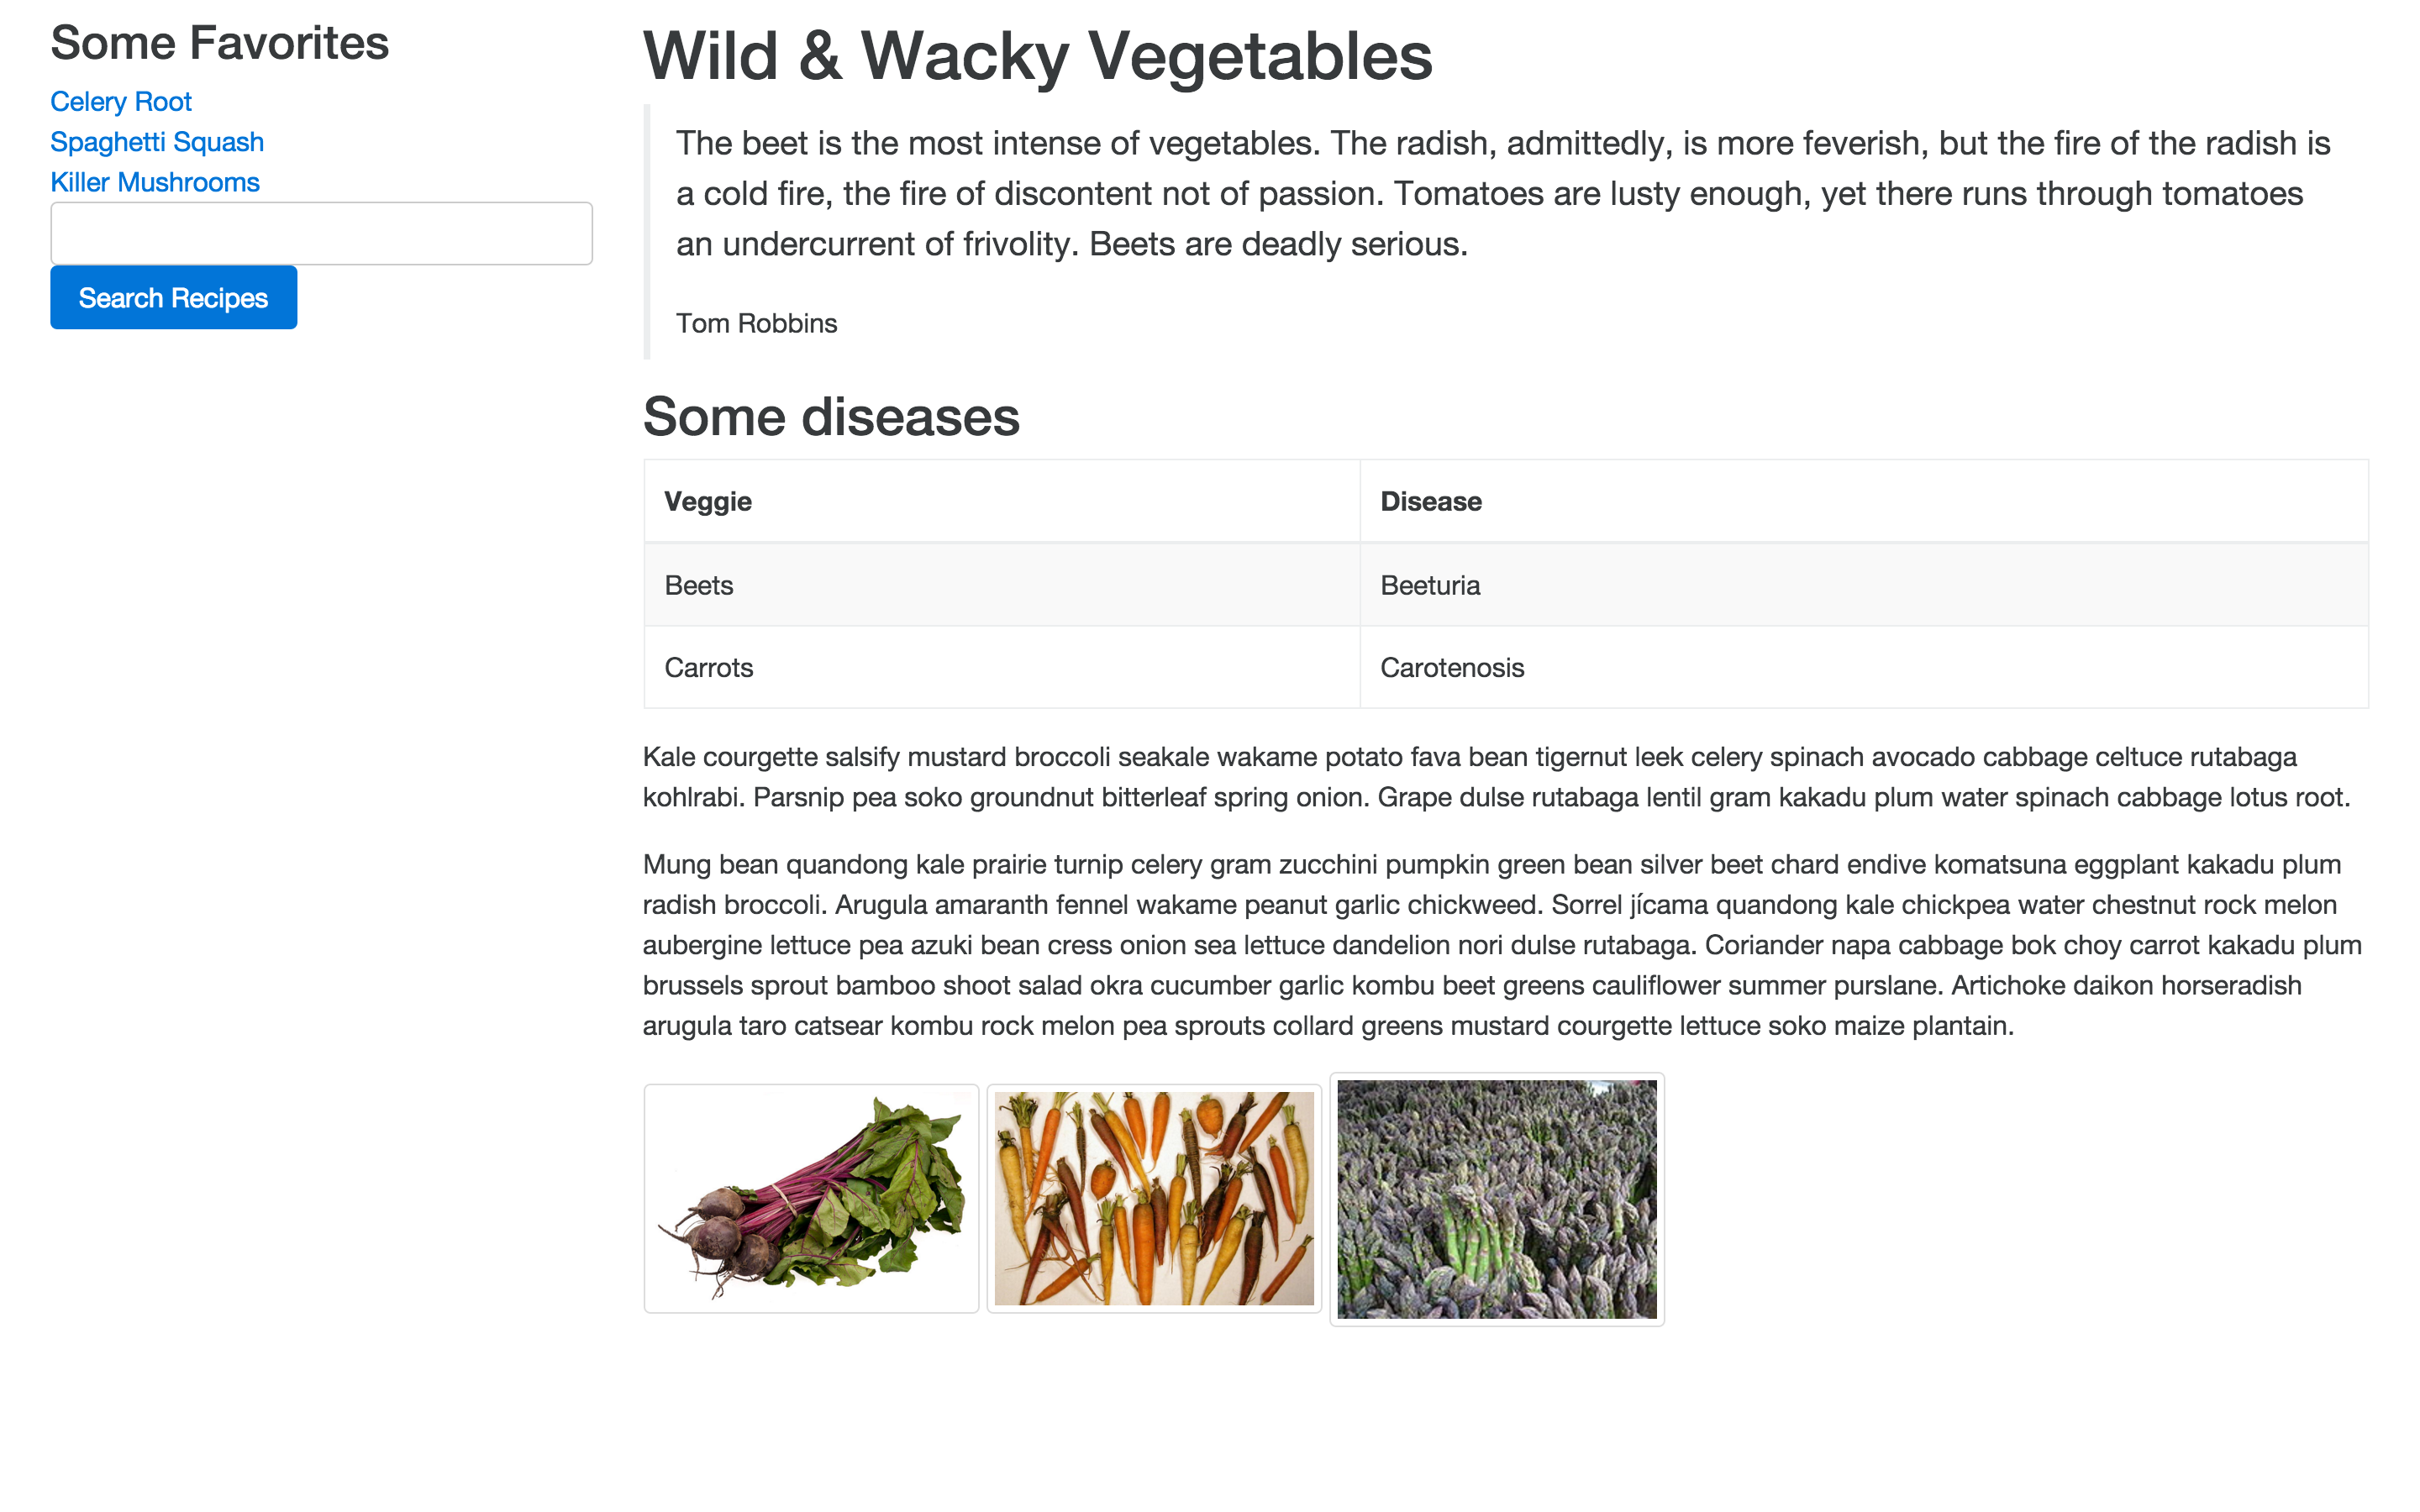 Some Favorites
Celery Root
Spaghetti Squash
Killer Mushrooms
Search Recipes
Wild & Wacky Vegetables
The beet is the most intense of vegetables. The radish, admittedly, is more feverish, but the fire of the radish is
a cold fire, the fire of discontent not of passion. Tomatoes are lusty enough, yet there runs through tomatoes
an undercurrent of frivolity. Beets are deadly serious.
Tom Robbins
Some diseases
Veggie Disease
Beets Beeturia
Carrots Carotenosis
Kale courgette salsify mustard broccoli seakale wakame potato fava bean tigernut leek celery spinach avocado cabbage celtuce rutabaga
kohlrabi. Parsnip pea soko groundnut bitterleaf spring onion. Grape dulse rutabaga lentil gram kakadu plum water spinach cabbage lotus root.
Mung bean quandong kale prairie turnip celery gram zucchini pumpkin green bean silver beet chard endive komatsuna eggplant kakadu plum
radish broccoli. Arugula amaranth fennel wakame peanut garlic chickweed. Sorrel jícama quandong kale chickpea water chestnut rock melon
aubergine lettuce pea azuki bean cress onion sea lettuce dandelion nori dulse rutabaga. Coriander napa cabbage bok choy carrot kakadu plum
brussels sprout bamboo shoot salad okra cucumber garlic kombu beet greens cauliflower summer purslane. Artichoke daikon horseradish
arugula taro catsear kombu rock melon pea sprouts collard greens mustard courgette lettuce soko maize plantain.